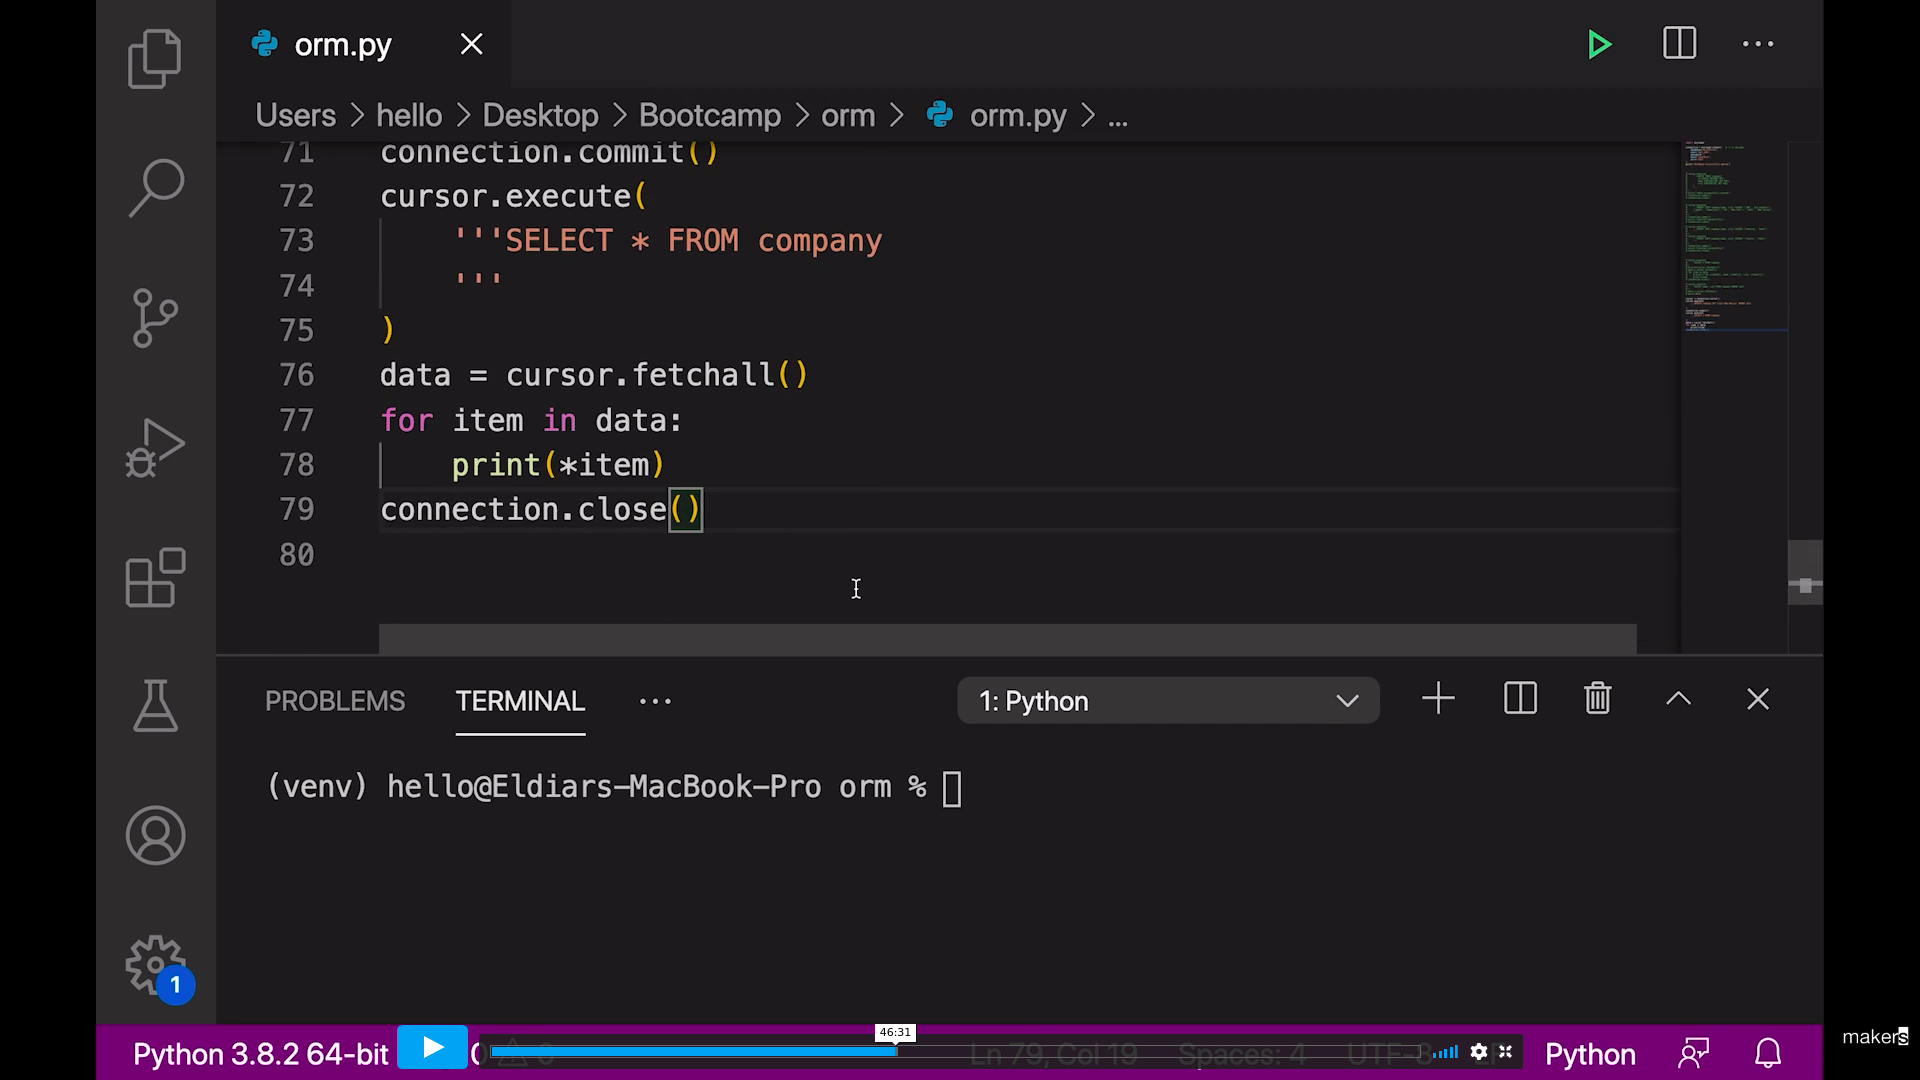 orm.py
Users > hello > Desktop > Bootcamp > orm > orm.py > ...
71 connection.commit()
72 cursor.execute(
73 '''SELECT * FROM company
74 '''
75 )
76 data = cursor.fetchall()
77 for item in data:
78 print(*item)
79 connection.close()
80
PROBLEMS TERMINAL ... 1: Python
(venv) hello@Eldiars-MacBook-Pro orm %
1
46:31
Python 3.8.2 64-bit 0 0 Ln 79, Col 19 Spaces: 4 UTF-8 LF Python
makers